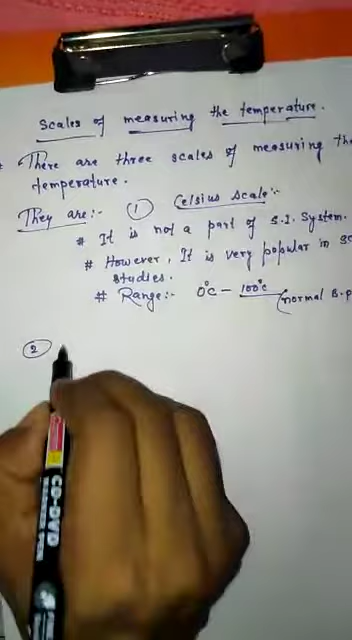 Scales of measuring the temperature.
# There are three scales of measuring the
temperature.
They are:- ① Celsius Scale:-
# It is not a part of S.I. System.
# However, It is very popular in
studies.
# Range:- 0°C - 100°C
(normal B.P
②
CD-DVD